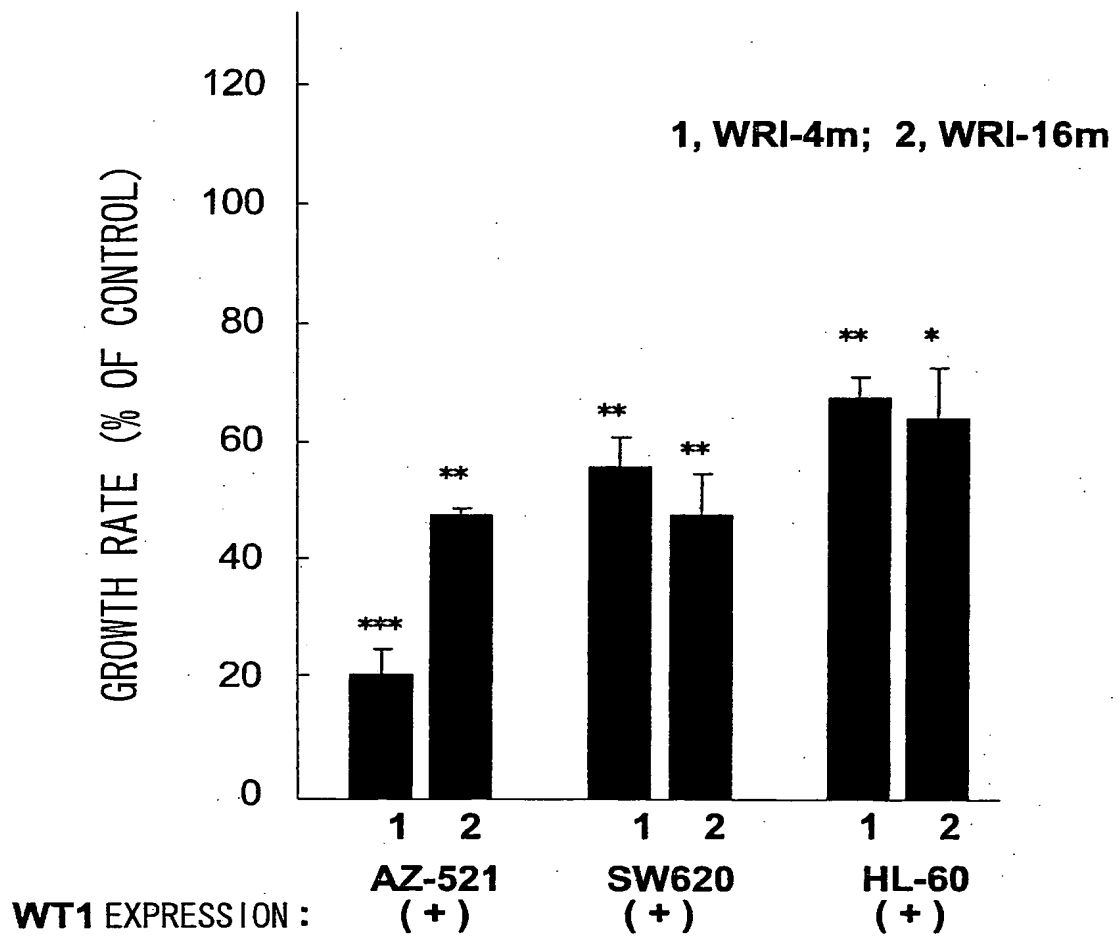 120
1, WRI-4m; 2, WRI-16m
100
80
** *
60
** **
**
40
***
20
0
GROWTH RATE (% OF CONTROL)
1 2 1 2 1 2
AZ-521 SW620 HL-60
WT1 EXPRESSION : (+) (+) (+)